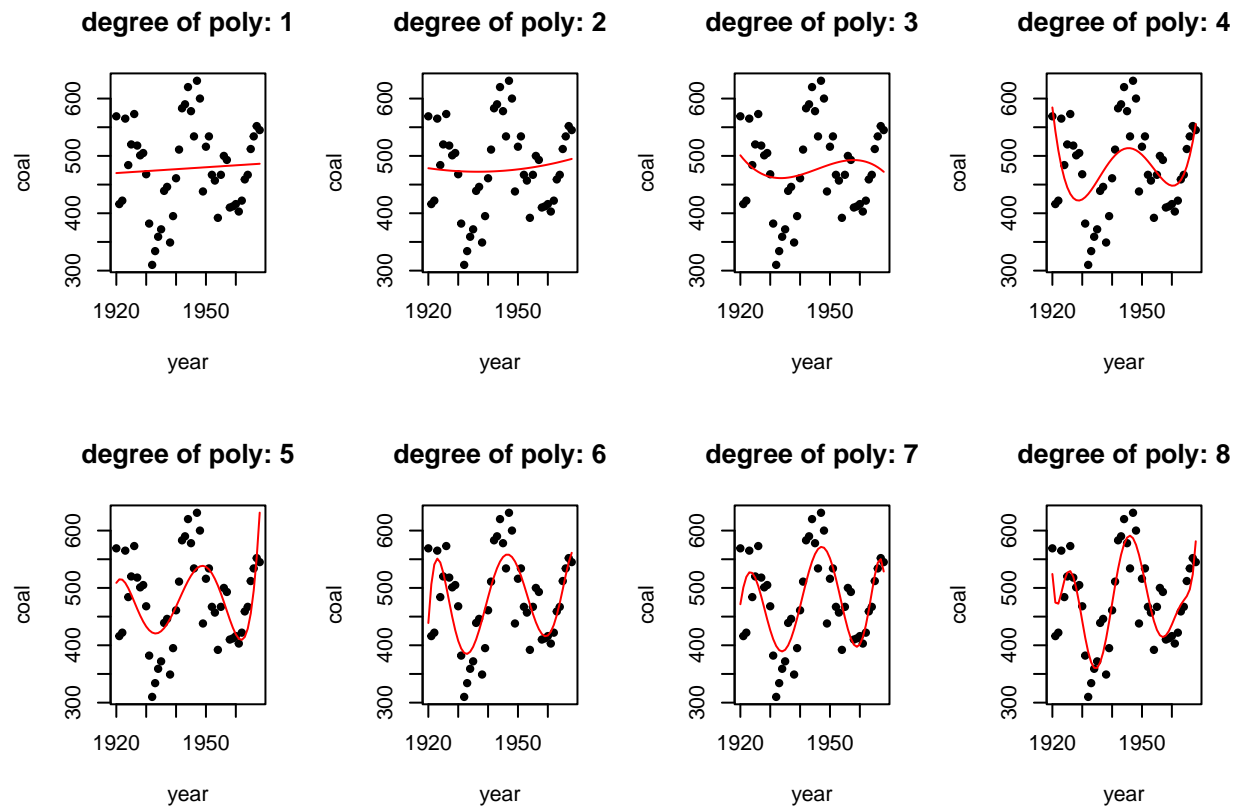 degree of poly: 1
coal
600
500
400
300
1920
1950
year
degree of poly: 2
coal
600
500
400
300
1920
1950
year
degree of poly: 3
coal
600
500
400
300
1920
1950
year
degree of poly: 4
coal
600
500
400
300
1920
1950
year
degree of poly: 5
coal
600
500
400
300
1920
1950
year
degree of poly: 6
coal
600
500
400
300
1920
1950
year
degree of poly: 7
coal
600
500
400
300
1920
1950
year
degree of poly: 8
coal
600
500
400
300
1920
1950
year